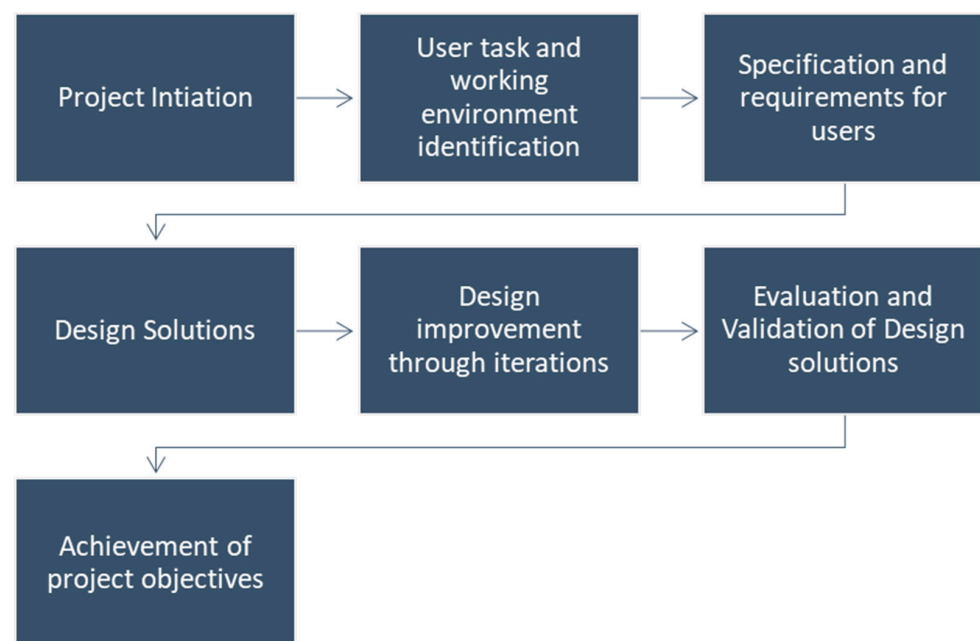 Project Intiation
User task and
working
environment
identification
Specification and
requirements for
users
Design Solutions
Design
improvement
through iterations
Evaluation and
Validation of Design
solutions
Achievement of
project objectives